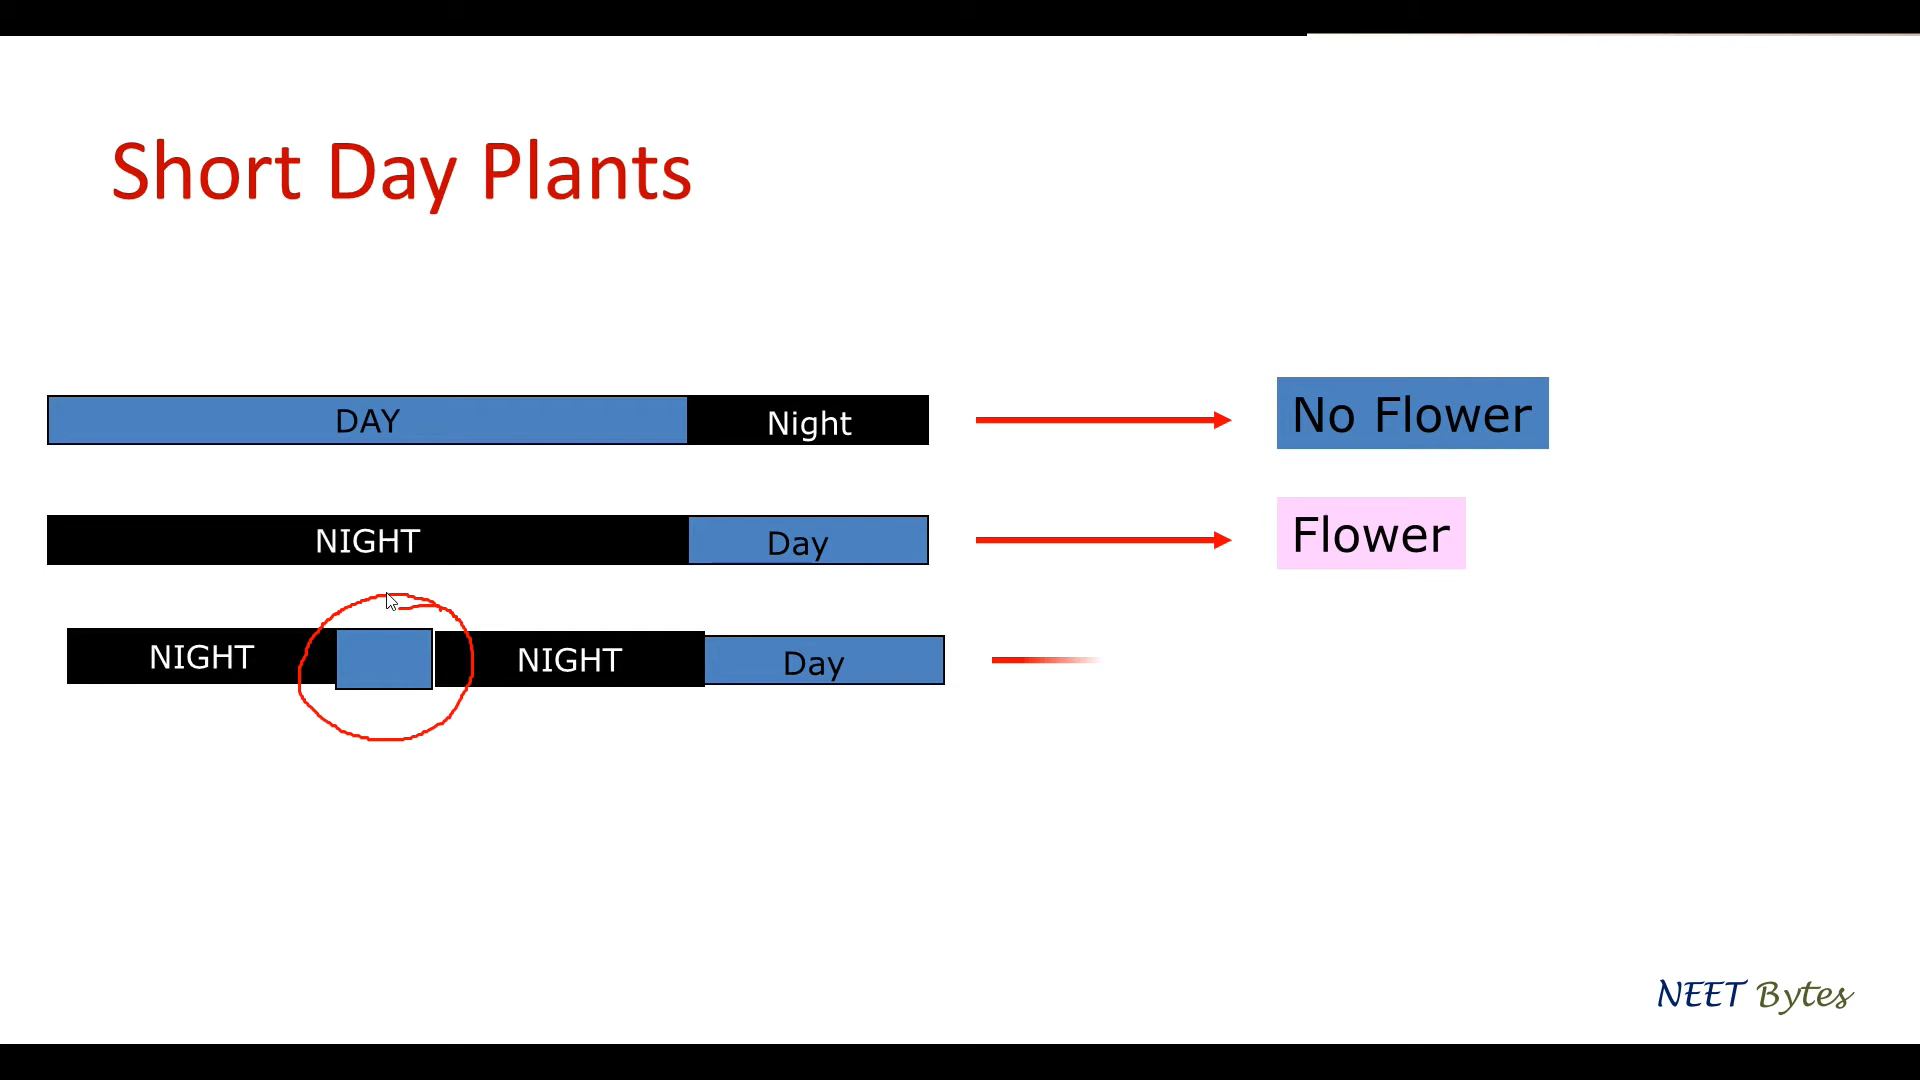 Short Day Plants
DAY Night No Flower
NIGHT Day Flower
NIGHT NIGHT Day
NEET Bytes